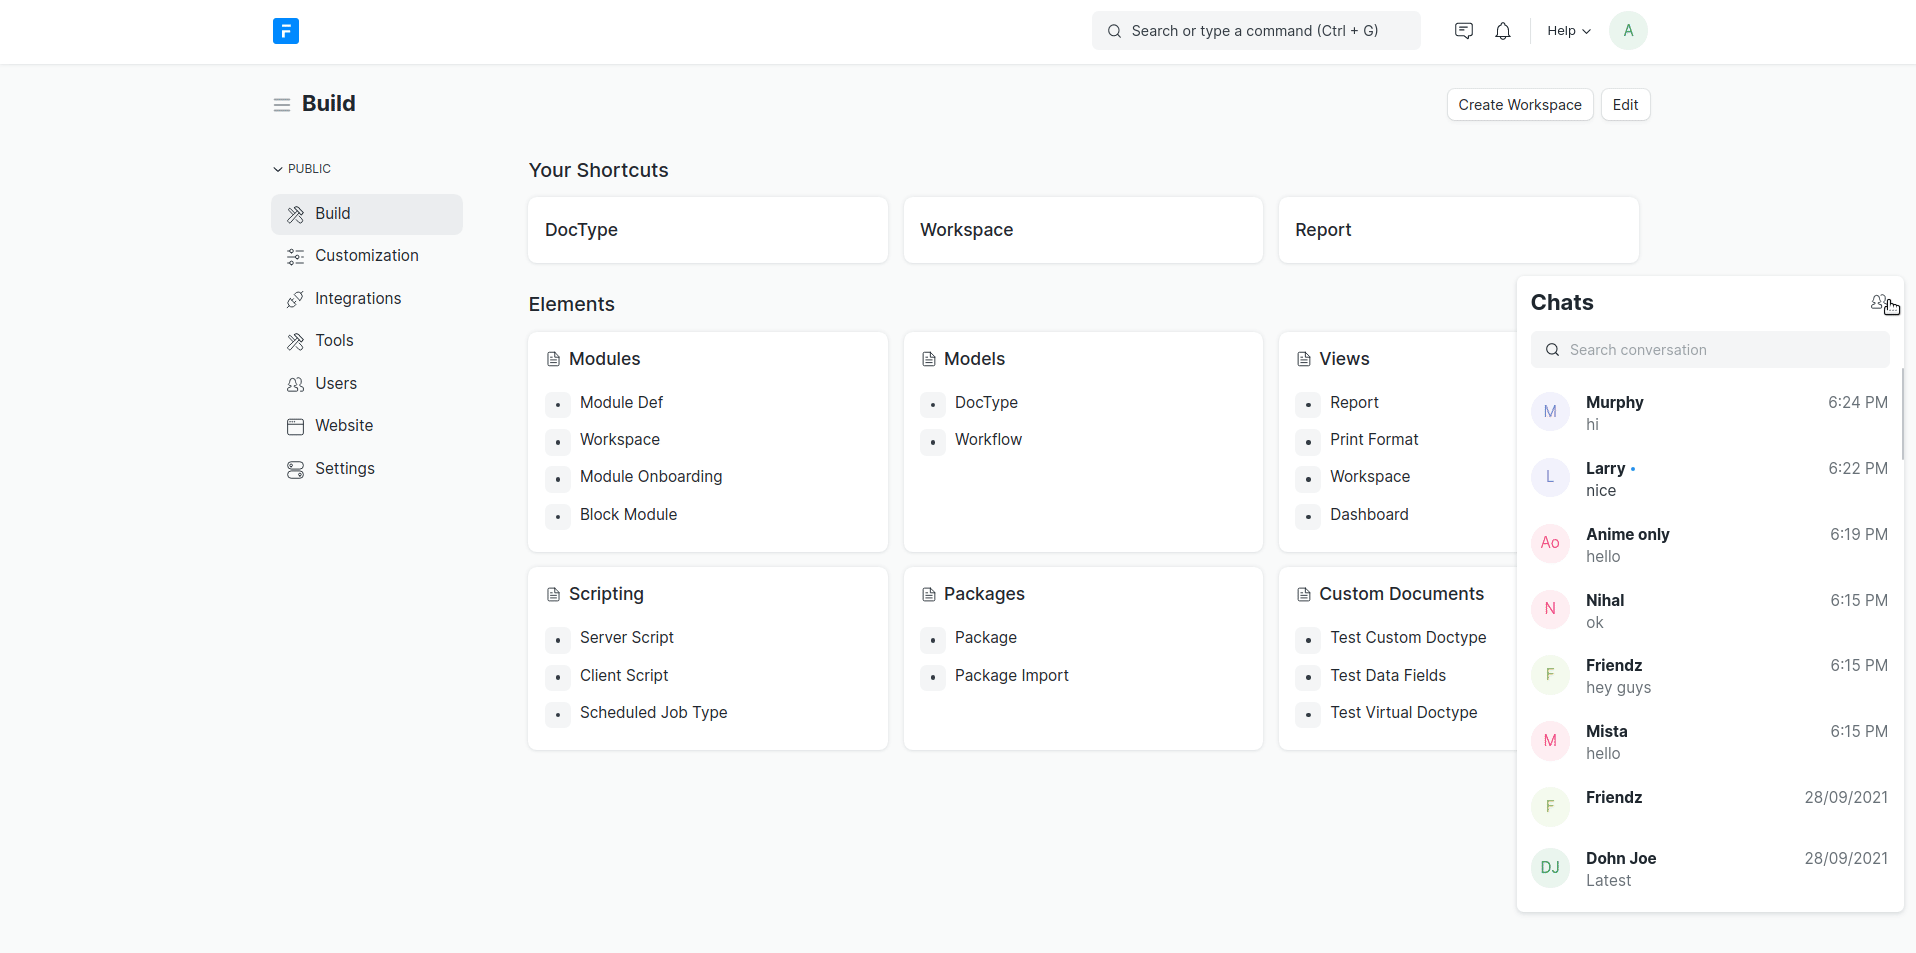 F
Search or type a command (Ctrl + G)
Help
A
Build
Create Workspace
Edit
PUBLIC
Build
Customization
Integrations
Tools
Users
Website
Settings
Your Shortcuts
DocType
Workspace
Report
Elements
Modules
Module Def
Workspace
Module Onboarding
Block Module
Models
DocType
Workflow
Views
Report
Print Format
Workspace
Dashboard
Scripting
Server Script
Client Script
Scheduled Job Type
Packages
Package
Package Import
Custom Documents
Test Custom Doctype
Test Data Fields
Test Virtual Doctype
Chats
Search conversation
M
Murphy
6:24 PM
hi
L
Larry
6:22 PM
nice
Ao
Anime only
6:19 PM
hello
N
Nihal
6:15 PM
ok
F
Friendz
6:15 PM
hey guys
M
Mista
6:15 PM
hello
F
Friendz
28/09/2021
DJ
Dohn Joe
28/09/2021
Latest